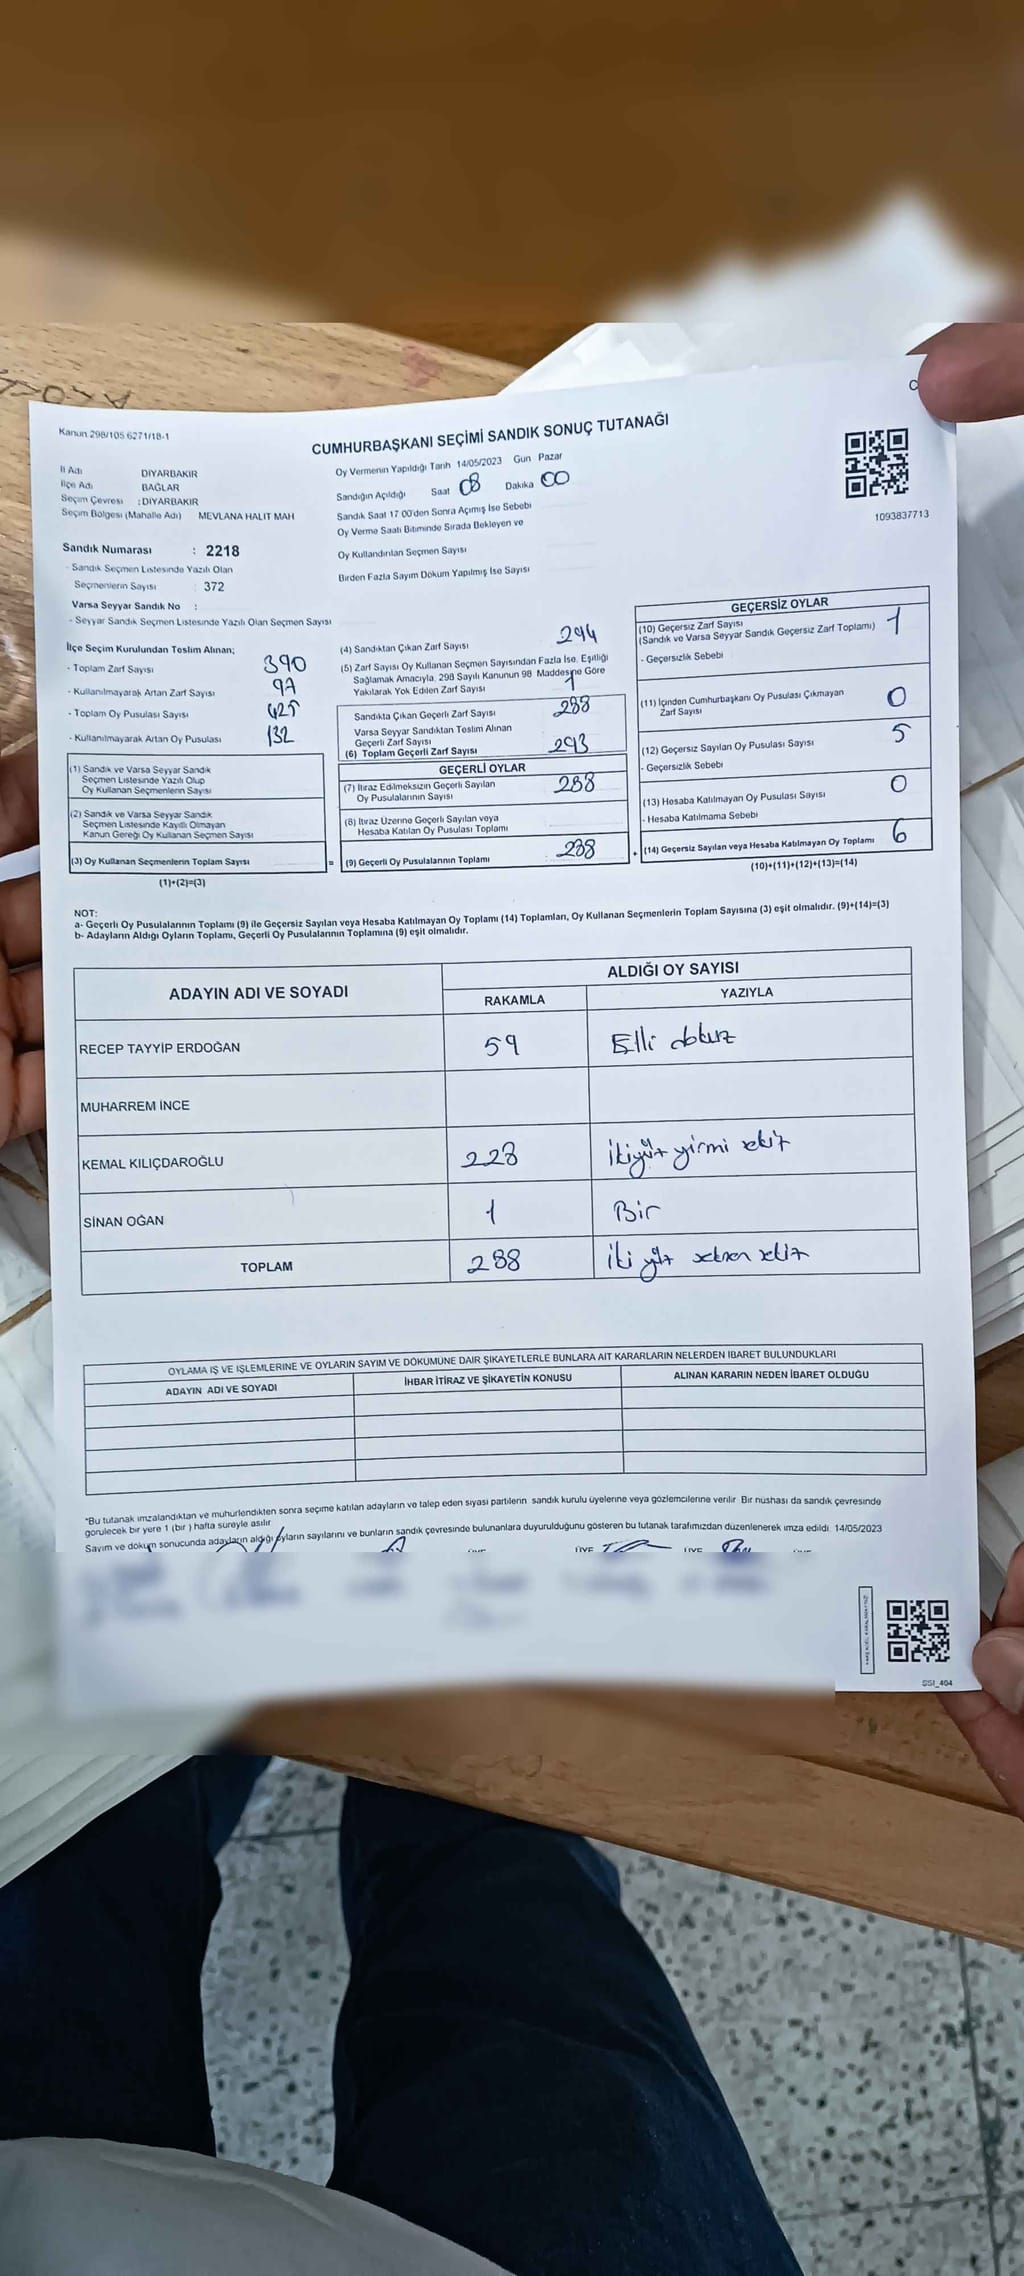 Kanun 298/105 6271/18-1
CUMHURBAŞKANI SEÇİMİ SANDIK SONUÇ TUTANAĞI
İl Adı DİYARBAKIR
İlçe Adı BAĞLAR
Seçim Çevresi : DİYARBAKIR
Seçim Bölgesi (Mahalle Adı) MEVLANA HALİT MAH
Oy Vermenin Yapıldığı Tarih 14/05/2023 Gün Pazar
Sandığın Açıldığı Saat 08 Dakika 00
Sandık Saat 17 00'den Sonra Açımış İse Sebebi
Oy Verme Saati Bitiminde Sırada Bekleyen ve
Oy Kullandırılan Seçmen Sayısı
Birden Fazla Sayım Döküm Yapılmış İse Sayısı
1093837713
Sandık Numarası : 2218
- Sandık Seçmen Listesinde Yazılı Olan
Seçmenlerin Sayısı : 372
Varsa Seyyar Sandık No :
- Seyyar Sandık Seçmen Listesinde Yazılı Olan Seçmen Sayısı
İlçe Seçim Kurulundan Teslim Alınan;
- Toplam Zarf Sayısı 390
- Kullanılmayarak Artan Zarf Sayısı 97
- Toplam Oy Pusulası Sayısı 425
- Kullanılmayarak Artan Oy Pusulası 132
(1) Sandık ve Varsa Seyyar Sandık
Seçmen Listesinde Yazılı Olup
Oy Kullanan Seçmenlerin Sayısı
(2) Sandık ve Varsa Seyyar Sandık
Seçmen Listesinde Kayıtlı Olmayan
Kanun Gereği Oy Kullanan Seçmen Sayısı
(3) Oy Kullanan Seçmenlerin Toplam Sayısı
(1)+(2)=(3)
(4) Sandıktan Çıkan Zarf Sayısı 294
(5) Zarf Sayısı Oy Kullanan Seçmen Sayısından Fazla İse, Eşitliği
Sağlamak Amacıyla, 298 Sayılı Kanunun 98 Maddesine Göre
Yakılarak Yok Edilen Zarf Sayısı 1
Sandıkta Çıkan Geçerli Zarf Sayısı 288
Varsa Seyyar Sandıktan Teslim Alınan
Geçerli Zarf Sayısı
(6) Toplam Geçerli Zarf Sayısı 293
GEÇERLİ OYLAR
(7) İtiraz Edilmeksizin Geçerli Sayılan
Oy Pusulalarının Sayısı 288
(8) İtiraz Üzerine Geçerli Sayılan veya
Hesaba Katılan Oy Pusulası Toplamı
= (9) Geçerli Oy Pusulalarının Toplamı : 288
GEÇERSİZ OYLAR
(10) Geçersiz Zarf Sayısı
(Sandık ve Varsa Seyyar Sandık Geçersiz Zarf Toplamı) 1
- Geçersizlik Sebebi
(11) İçinden Cumhurbaşkanı Oy Pusulası Çıkmayan
Zarf Sayısı 0
(12) Geçersiz Sayılan Oy Pusulası Sayısı 5
- Geçersizlik Sebebi
(13) Hesaba Katılmayan Oy Pusulası Sayısı 0
- Hesaba Katılmama Sebebi
+ (14) Geçersiz Sayılan veya Hesaba Katılmayan Oy Toplamı 6
(10)+(11)+(12)+(13)=(14)
NOT:
a- Geçerli Oy Pusulalarının Toplamı (9) ile Geçersiz Sayılan veya Hesaba Katılmayan Oy Toplamı (14) Toplamları, Oy Kullanan Seçmenlerin Toplam Sayısına (3) eşit olmalıdır. (9)+(14)=(3)
b- Adayların Aldığı Oyların Toplamı, Geçerli Oy Pusulalarının Toplamına (9) eşit olmalıdır.
ADAYIN ADI VE SOYADI ALDIĞI OY SAYISI
RAKAMLA YAZIYLA
RECEP TAYYİP ERDOĞAN 59 Elli dokuz
MUHARREM İNCE
KEMAL KILIÇDAROĞLU 228 İkiyüz yirmi sekiz
SİNAN OĞAN 1 Bir
TOPLAM 288 İki yüz seksen sekiz
OYLAMA İŞ VE İŞLEMLERİNE VE OYLARIN SAYIM VE DÖKÜMÜNE DAİR ŞİKAYETLERLE BUNLARA AİT KARARLARIN NELERDEN İBARET BULUNDUKLARI
ADAYIN ADI VE SOYADI İHBAR İTİRAZ VE ŞİKAYETİN KONUSU ALINAN KARARIN NEDEN İBARET OLDUĞU
*Bu tutanak imzalandıktan ve mühürlendikten sonra seçime katılan adayların ve talep eden siyasi partilerin sandık kurulu üyelerine veya gözlemcilerine verilir Bir nüshası da sandık çevresinde
görülecek bir yere 1 (bir) hafta süreyle asılır
Sayım ve döküm sonucunda adayların aldığı oyların sayılarını ve bunların sandık çevresinde bulunanlara duyurulduğunu gösteren bu tutanak tarafımızdan düzenlenerek imza edildi 14/05/2023
ÜYE ÜYE
SSI_404